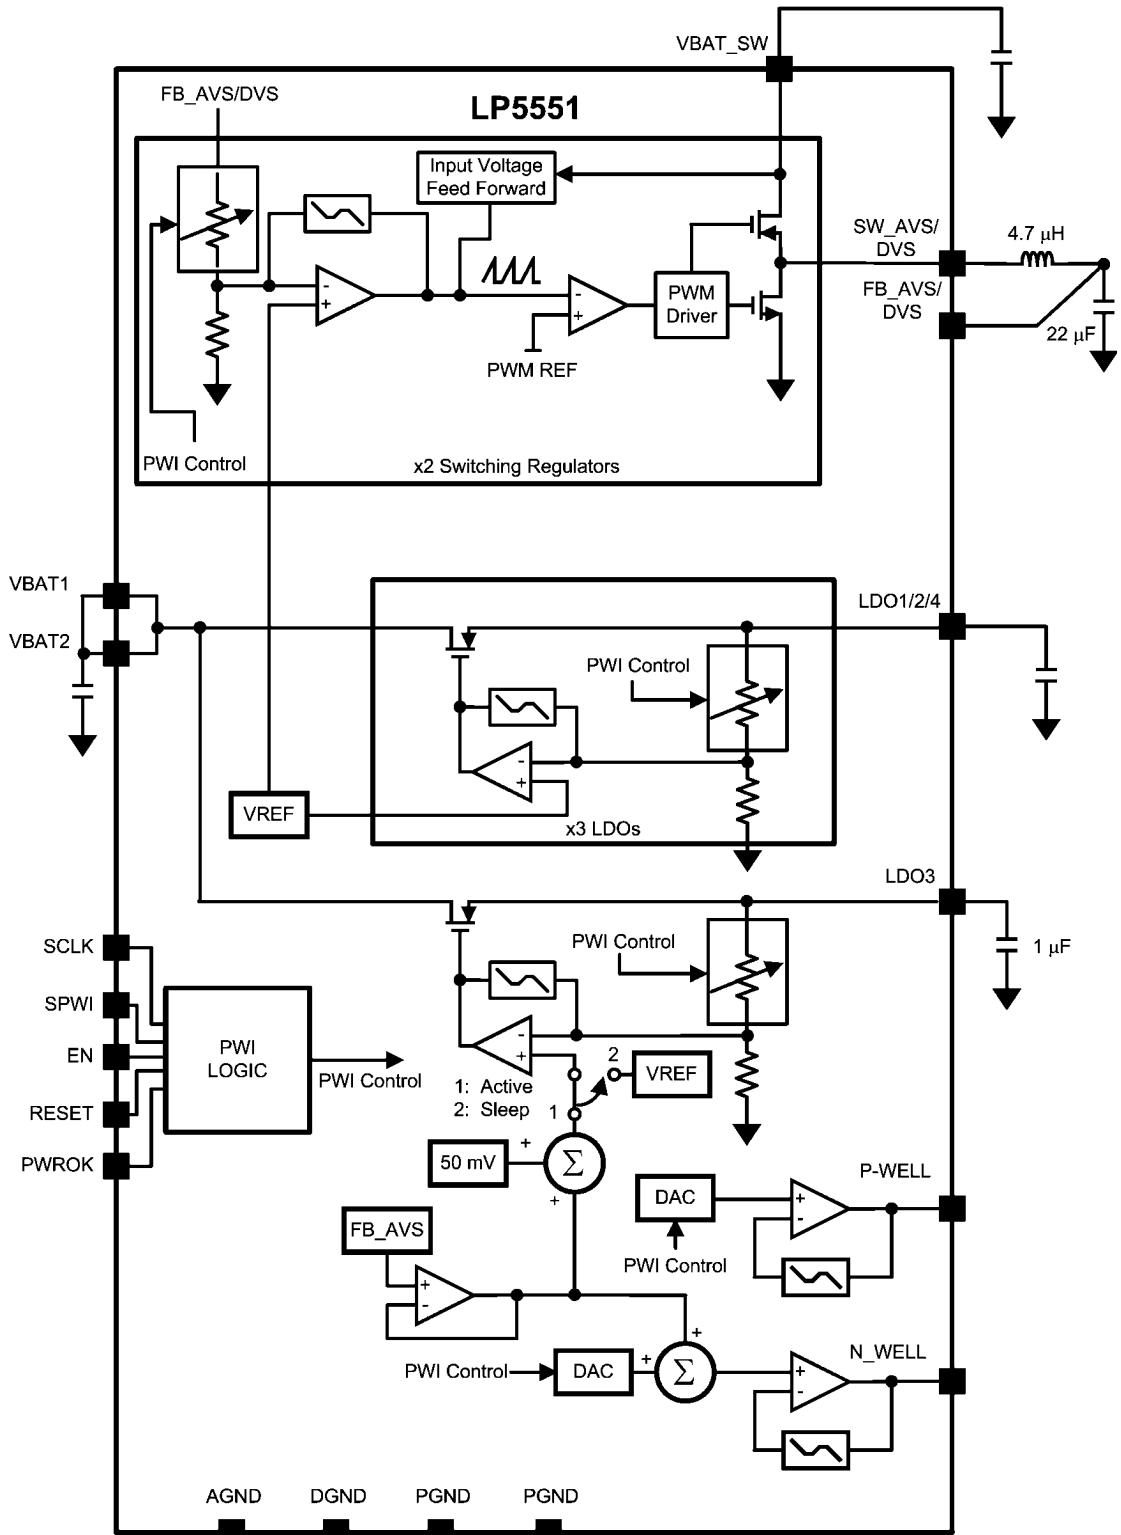 VBAT_SW
FB_AVS/DVS
LP5551
Input Voltage
Feed Forward
SW_AVS/
DVS
4.7 µH
FB_AVS/
DVS
22 µF
-
+
-
+
PWM
Driver
PWM REF
PWI Control
x2 Switching Regulators
VBAT1
VBAT2
LDO1/2/4
PWI Control
-
+
VREF
x3 LDOs
LDO3
PWI Control
1 µF
SCLK
SPWI
EN
RESET
PWROK
PWI
LOGIC
PWI Control
-
+
1: Active
2: Sleep
2
1
VREF
50 mV
+
Σ
+
P-WELL
DAC
+
-
PWI Control
FB_AVS
+
-
+
N_WELL
PWI Control
DAC
+
Σ
+
-
AGND
DGND
PGND
PGND